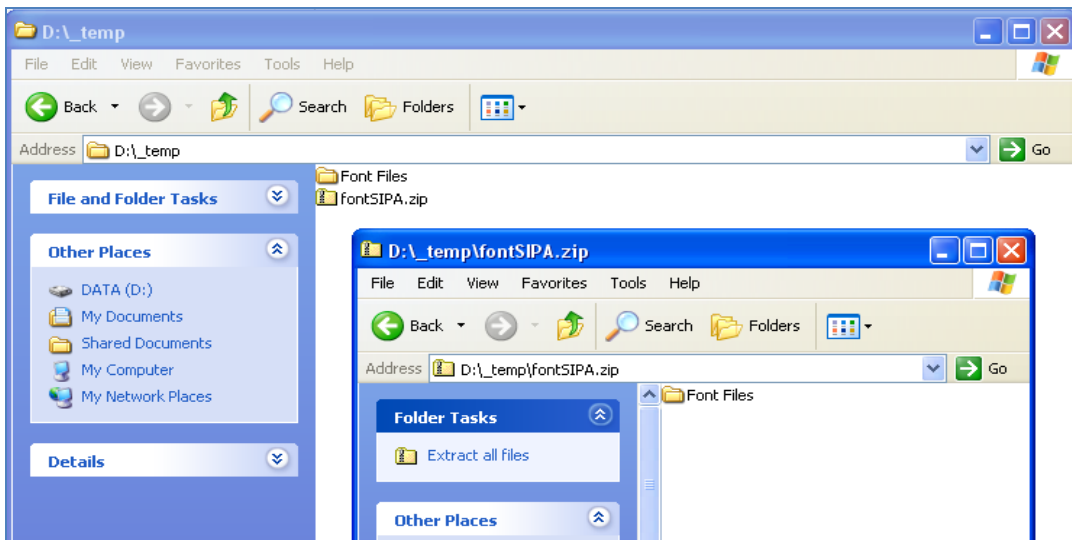 D:\_temp
File Edit View Favorites Tools Help
Back Search Folders
Address D:\_temp Go
File and Folder Tasks
Other Places
DATA (D:)
My Documents
Shared Documents
My Computer
My Network Places
Details
Font Files
fontSIPA.zip
D:\_temp\fontSIPA.zip
File Edit View Favorites Tools Help
Back Search Folders
Address D:\_temp\fontSIPA.zip Go
Folder Tasks
Extract all files
Other Places
Font Files